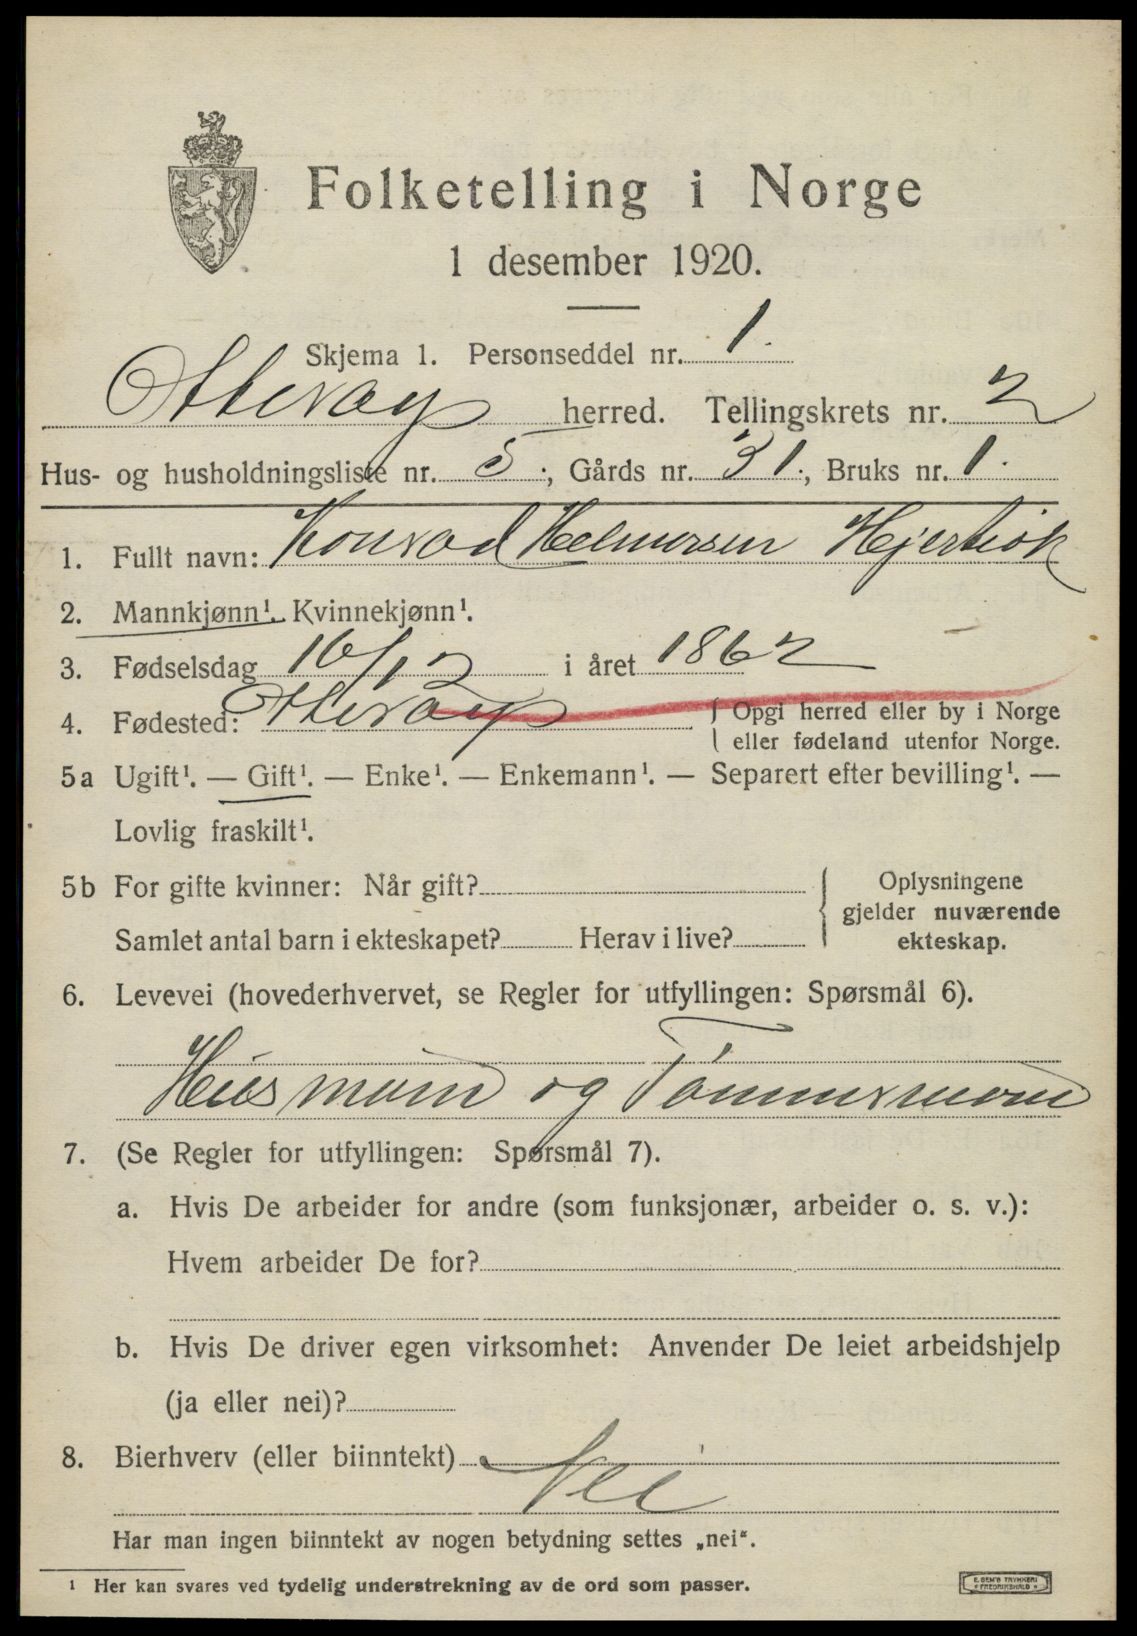 Folketelling i Norge
1 desember 1920.
Skjema 1. Personseddel nr. 1.
Otterøy herred. Tellingskrets nr. 2
Hus- og husholdningsliste nr. 5.; Gårds nr. 31.; Bruks nr. 1.
1. Fullt navn: Konrad Helmersen
2. Mannkjønn¹. Kvinnekjønn¹.
3. Fødselsdag 16/12 i året 1862
4. Fødested: Otterøy { Opgi herred eller by i Norge
eller fødeland utenfor Norge.
5a Ugift¹. — Gift¹. — Enke¹. — Enkemann¹. — Separert efter bevilling¹. —
Lovlig fraskilt¹.
5b For gifte kvinner: Når gift? { Oplysningene
gjelder nuværende
Samlet antal barn i ekteskapet? Herav i live? ekteskap.
6. Levevei (hovederhvervet, se Regler for utfyllingen: Spørsmål 6).
Husmand og Tømmermand
7. (Se Regler for utfyllingen: Spørsmål 7).
a. Hvis De arbeider for andre (som funksjonær, arbeider o. s. v.):
Hvem arbeider De for?
b. Hvis De driver egen virksomhet: Anvender De leiet arbeidshjelp
(ja eller nei)?
8. Bierhverv (eller biinntekt) Nei
Har man ingen biinntekt av nogen betydning settes „nei“.
¹ Her kan svares ved tydelig understrekning av de ord som passer.
E. SEM'S TRYKKERI
FREDRIKSHALD